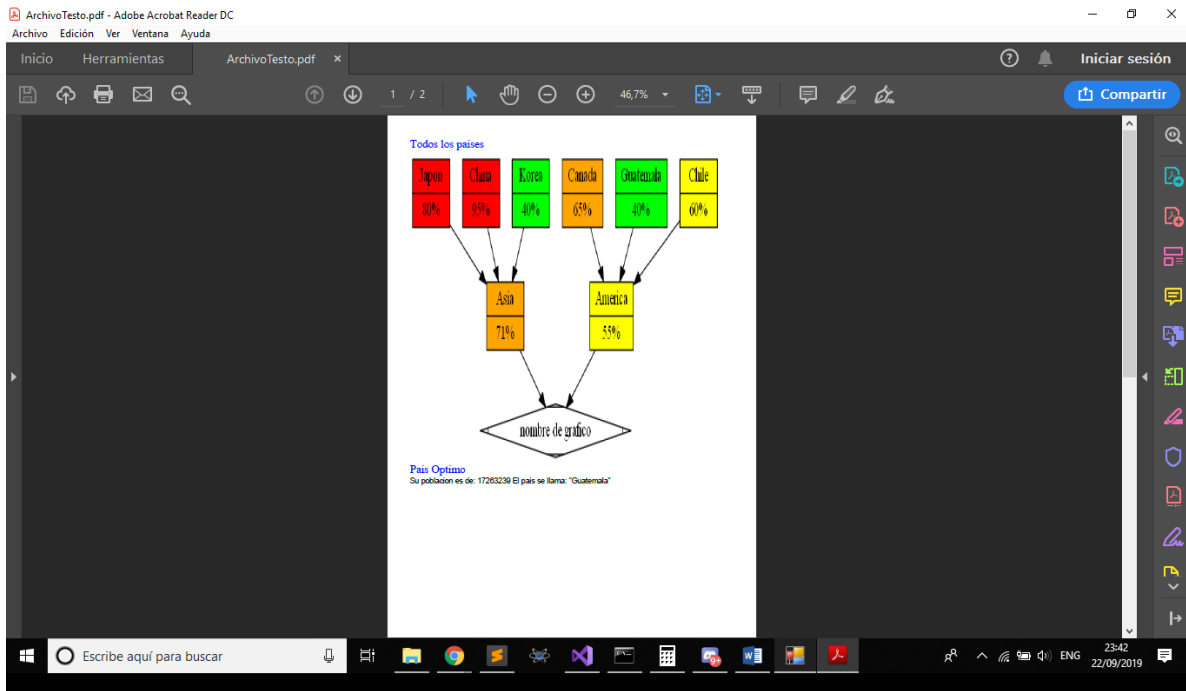 ArchivoTesto.pdf - Adobe Acrobat Reader DC
Archivo Edición Ver Ventana Ayuda
Inicio Herramientas ArchivoTesto.pdf × Iniciar sesión
1 / 2 46,7% Compartir
Todos los paises
Japon China Korea Canada Guatemala Chile
80% 95% 40% 65% 40% 60%
Asia America
71% 55%
nombre de grafico
Pais Optimo
Su poblacion es de: 17263239 El pais se llama: "Guatemala"
Escribe aquí para buscar ENG 23:42
22/09/2019